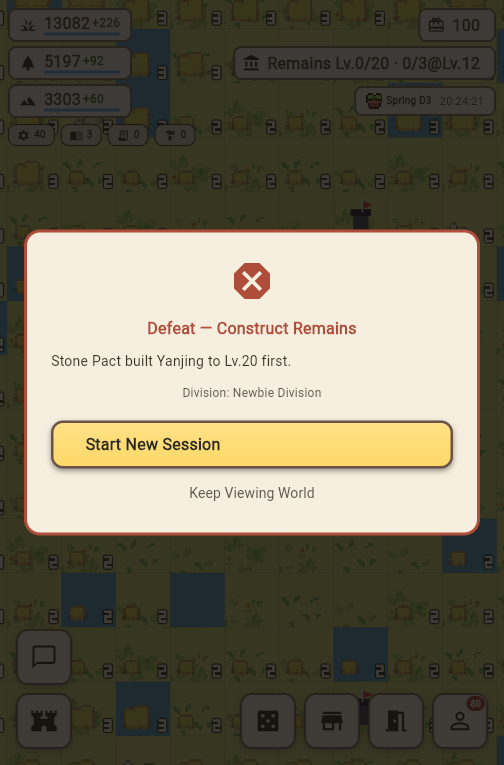 13082 +226
100
5197 +92
Remains Lv.0/20 · 0/3@Lv.12
3303 +60
Spring D3 20:24:21
40 3 0 0
Defeat — Construct Remains
Stone Pact built Yanjing to Lv.20 first.
Division: Newbie Division
Start New Session
Keep Viewing World
80